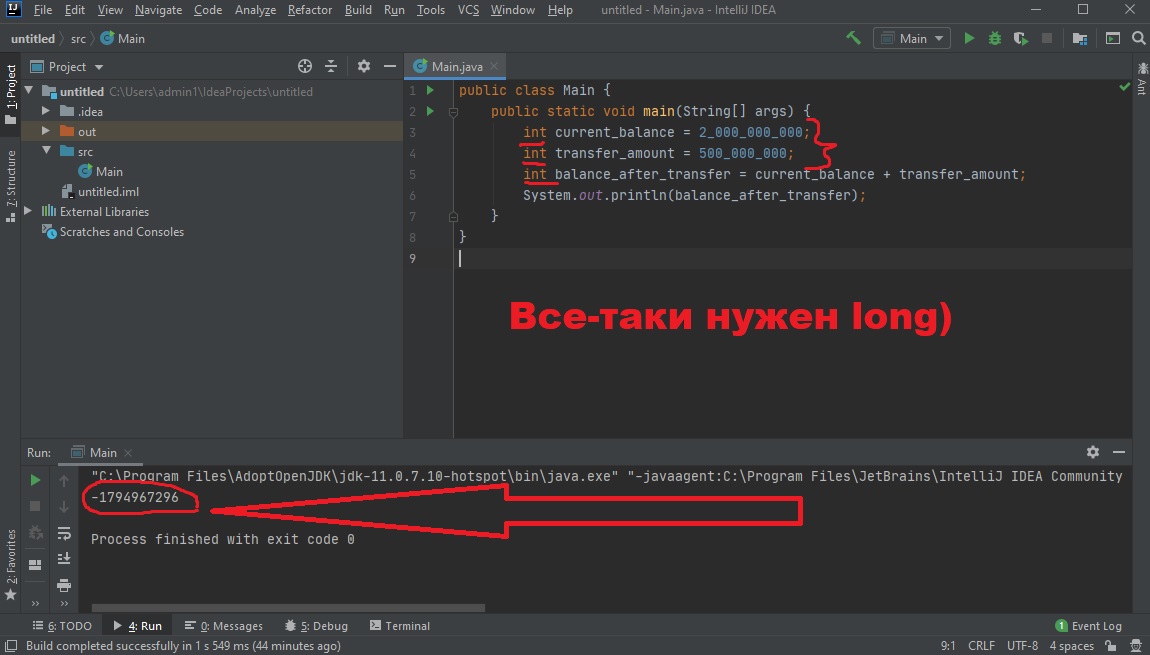 File Edit View Navigate Code Analyze Refactor Build Run Tools VCS Window Help untitled - Main.java - IntelliJ IDEA
untitled src Main Main
Project Main.java
1: Project
7: Structure
2: Favorites
Ant
untitled C:\Users\admin1\IdeaProjects\untitled
.idea
out
src
Main
untitled.iml
External Libraries
Scratches and Consoles
1 public class Main {
2 public static void main(String[] args) {
3 int current_balance = 2_000_000_000;
4 int transfer_amount = 500_000_000;
5 int balance_after_transfer = current_balance + transfer_amount;
6 System.out.println(balance_after_transfer);
7 }
8 }
9
Все-таки нужен long)
Run: Main
"C:\Program Files\AdoptOpenJDK\jdk-11.0.7.10-hotspot\bin\java.exe" "-javaagent:C:\Program Files\JetBrains\IntelliJ IDEA Community
-1794967296
Process finished with exit code 0
6: TODO 4: Run 0: Messages 5: Debug Terminal 1 Event Log
Build completed successfully in 1 s 549 ms (44 minutes ago) 9:1 CRLF UTF-8 4 spaces